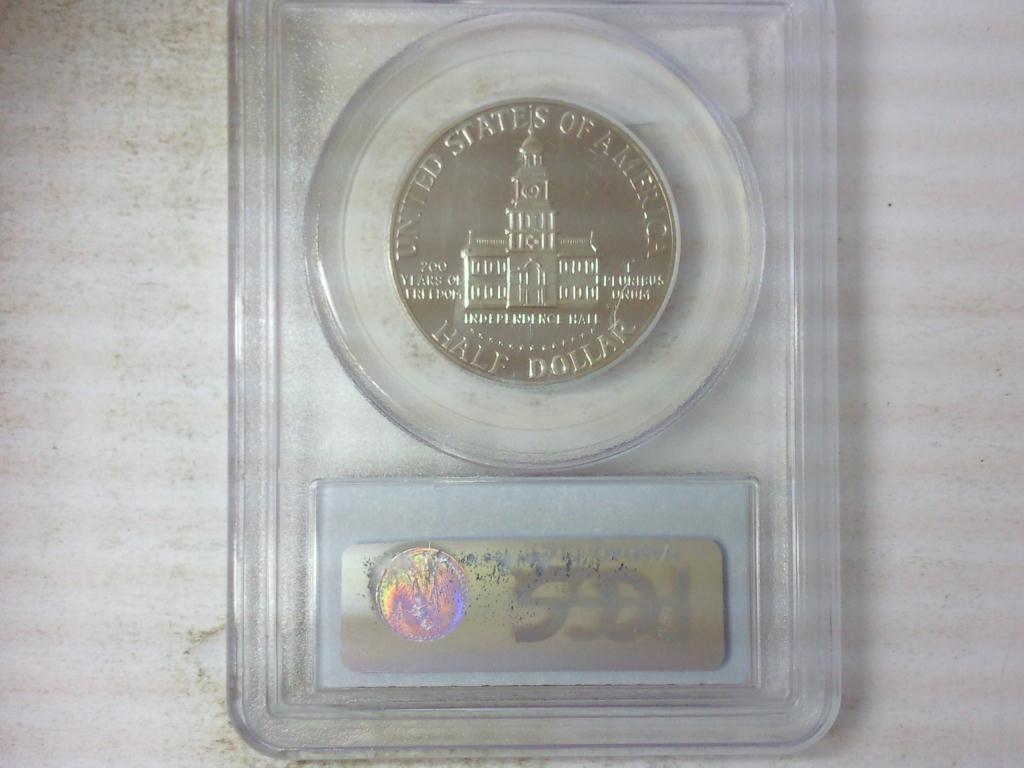 UNITED STATES OF AMERICA
200
YEARS OF
FREEDOM
E
PLURIBUS
UNUM
INDEPENDENCE HALL
HALF DOLLAR
PCGS